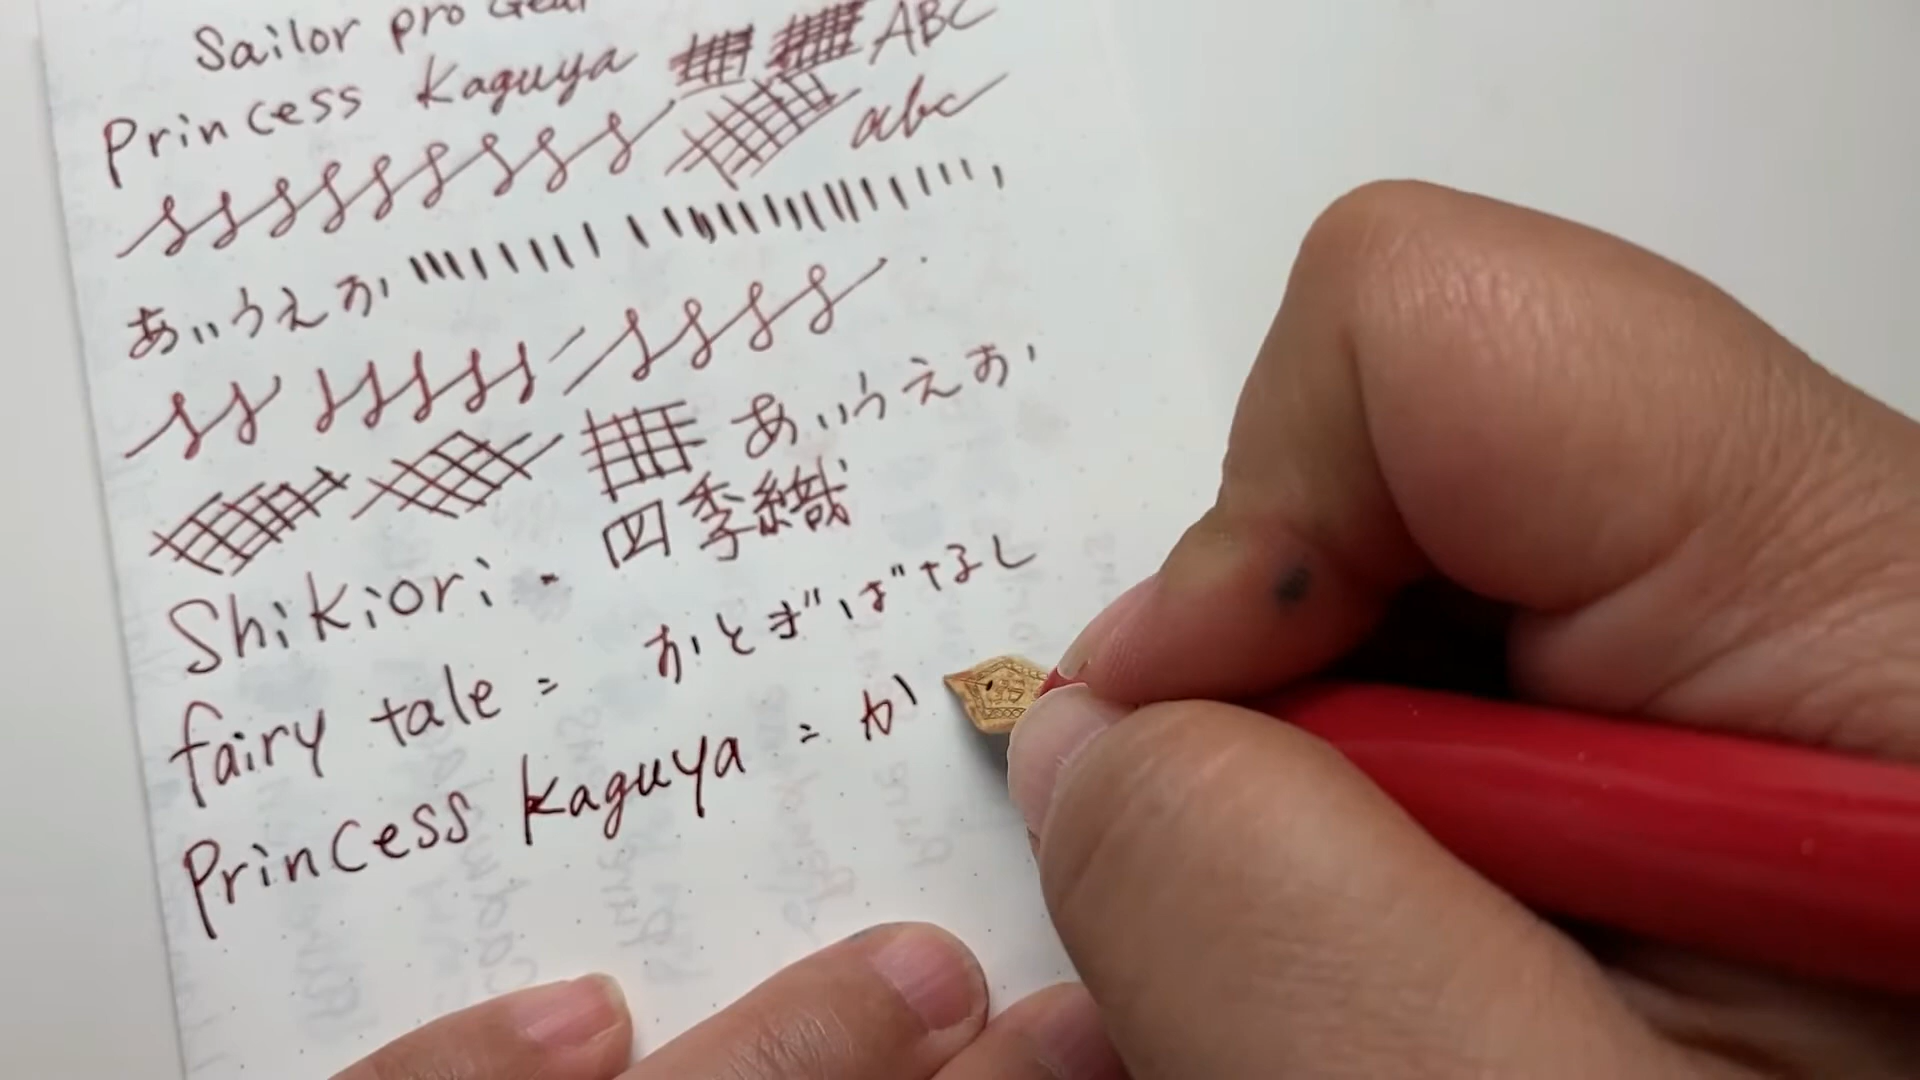 Sailor pro Gear
Princess Kaguya ABC
abc
あいうえお
あいうえお
四季織
Shikiori =
fairy tale = おとぎばなし
Princess Kaguya = か